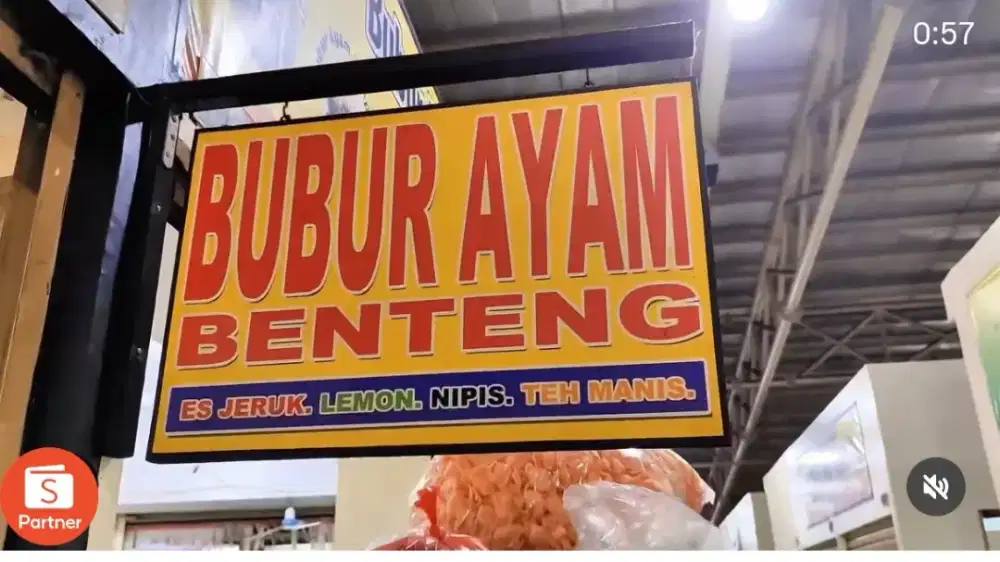 0:57
BUBUR AYAM
BENTENG
ES JERUK. LEMON. NIPIS. TEH MANIS.
S
Partner